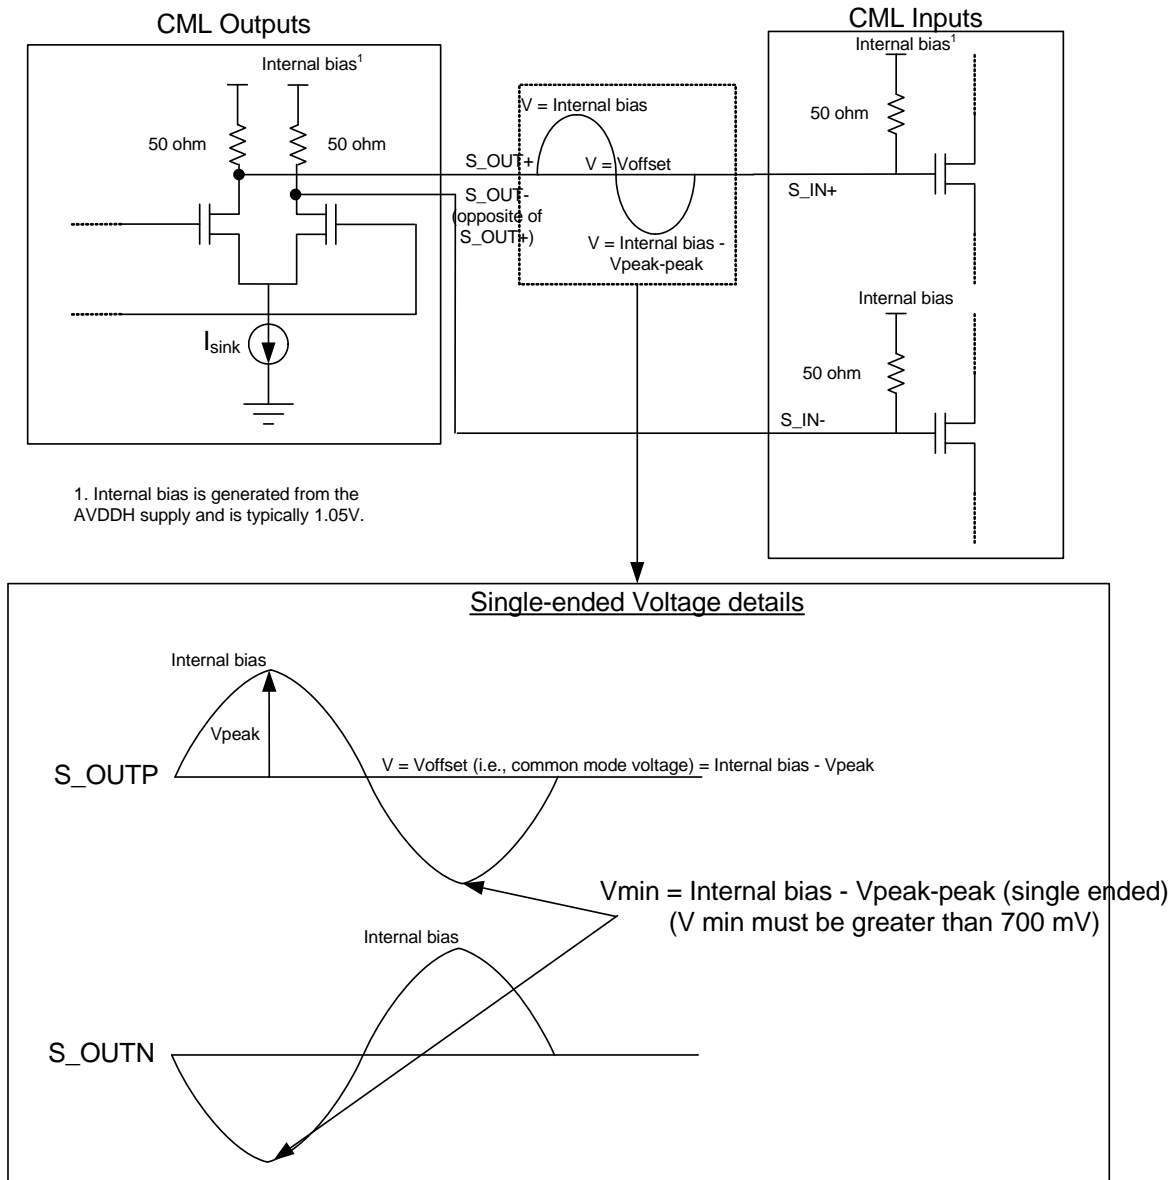 CML Outputs
Internal bias1
50 ohm
50 ohm
Isink
S_OUT+
S_OUT-
(opposite of
S_OUT+)
V = Internal bias
V = Voffset
V = Internal bias -
Vpeak-peak
CML Inputs
Internal bias1
50 ohm
S_IN+
Internal bias
50 ohm
S_IN-
1. Internal bias is generated from the
AVDDH supply and is typically 1.05V.
Single-ended Voltage details
Internal bias
Vpeak
S_OUTP
V = Voffset (i.e., common mode voltage) = Internal bias - Vpeak
Vmin = Internal bias - Vpeak-peak (single ended)
(V min must be greater than 700 mV)
Internal bias
S_OUTN